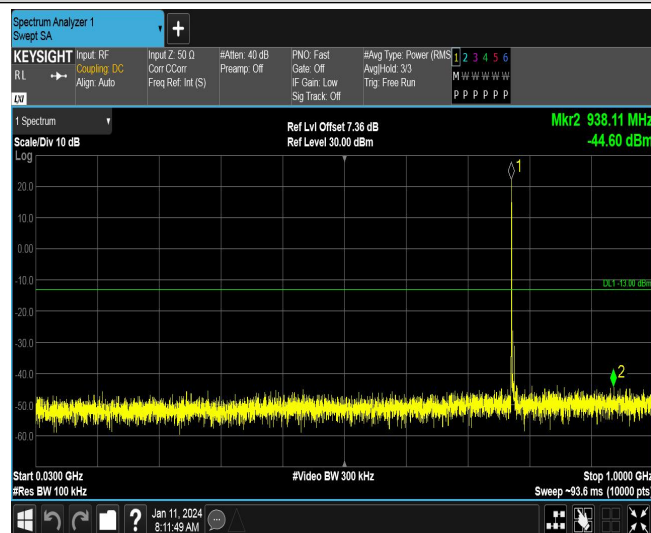 Spectrum Analyzer 1
Swept SA
KEYSIGHT
RL
LXI
Input: RF
Coupling: DC
Align: Auto
Input Z: 50 Ω
Corr CCorr
Freq Ref: Int (S)
#Atten: 40 dB
Preamp: Off
PNO: Fast
Gate: Off
IF Gain: Low
Sig Track: Off
#Avg Type: Power (RMS
Avg|Hold: 3/3
Trig: Free Run
1 2 3 4 5 6
M W W W W W
P P P P P P
1 Spectrum
Scale/Div 10 dB
Log
Ref Lvl Offset 7.36 dB
Ref Level 30.00 dBm
Mkr2 938.11 MHz
-44.60 dBm
1
20.0
10.0
0.00
-10.0
DL1 -13.00 dBm
-20.0
-30.0
-40.0
2
-50.0
-60.0
Start 0.0300 GHz
#Res BW 100 kHz
#Video BW 300 kHz
Stop 1.0000 GHz
Sweep ~93.6 ms (10000 pts)
?
Jan 11, 2024
8:11:49 AM